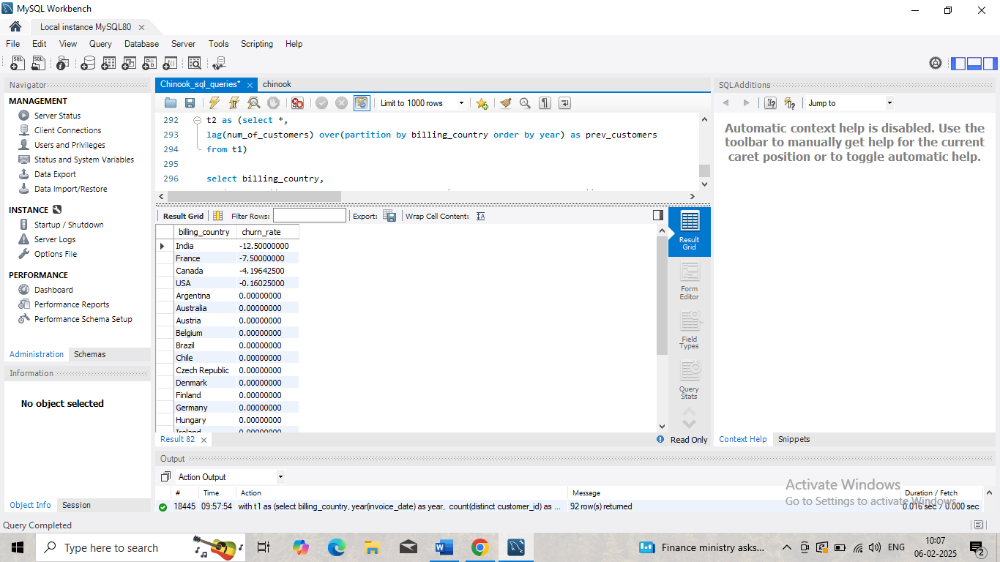 MySQL Workbench
Local instance MySQL80
File Edit View Query Database Server Tools Scripting Help
Navigator
MANAGEMENT
Server Status
Client Connections
Users and Privileges
Status and System Variables
Data Export
Data Import/Restore
INSTANCE
Startup / Shutdown
Server Logs
Options File
PERFORMANCE
Dashboard
Performance Reports
Performance Schema Setup
Administration Schemas
Information
No object selected
Object Info Session
Query Completed
Chinook_sql_queries* chinook
Limit to 1000 rows
292 t2 as (select *,
293 lag(num_of_customers) over(partition by billing_country order by year) as prev_customers
294 from t1)
295
296 select billing_country,
Result Grid Filter Rows: Export: Wrap Cell Content:
billing_country churn_rate
India -12.50000000
France -7.50000000
Canada -4.19642500
USA -0.16025000
Argentina 0.00000000
Australia 0.00000000
Austria 0.00000000
Belgium 0.00000000
Brazil 0.00000000
Chile 0.00000000
Czech Republic 0.00000000
Denmark 0.00000000
Finland 0.00000000
Germany 0.00000000
Hungary 0.00000000
Ireland 0.00000000
Result Grid
Form Editor
Field Types
Query Stats
Result 82 Read Only
Output
Action Output
# Time Action Message Duration / Fetch
18445 09:57:54 with t1 as (select billing_country, year(invoice_date) as year, count(distinct customer_id) as ... 92 row(s) returned 0.016 sec / 0.000 sec
SQLAdditions
Jump to
Automatic context help is disabled. Use the
toolbar to manually get help for the current
caret position or to toggle automatic help.
Context Help Snippets
Activate Windows
Go to Settings to activate Windows.
Type here to search
Finance ministry asks...
ENG
10:07
06-02-2025
2